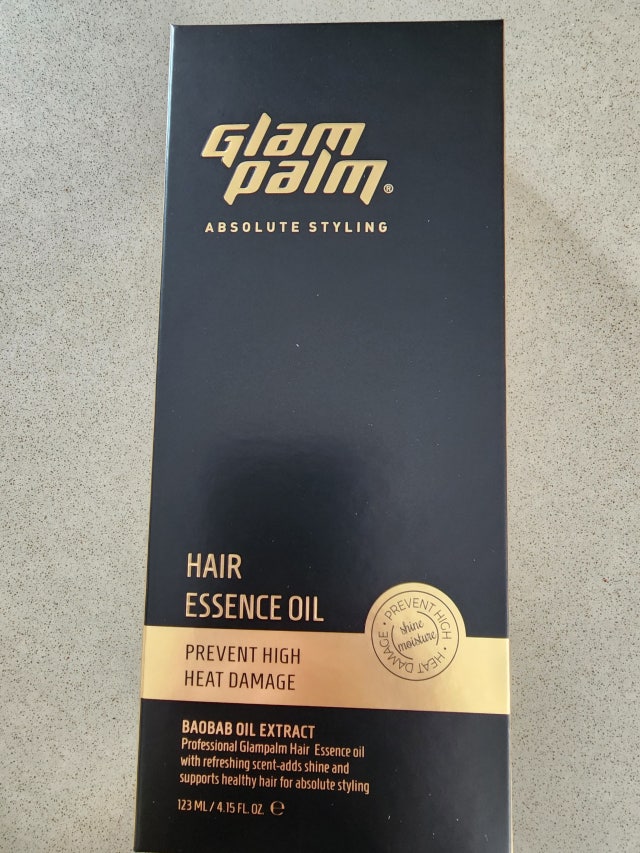 Glam
palm®
ABSOLUTE STYLING
HAIR
ESSENCE OIL
PREVENT HIGH
HEAT DAMAGE
• PREVENT HIGH • HEAT DAMAGE
shine
moisture
BAOBAB OIL EXTRACT
Professional Glampalm Hair Essence oil
with refreshing scent-adds shine and
supports healthy hair for absolute styling
123 ML / 4.15 FL. OZ. ℮